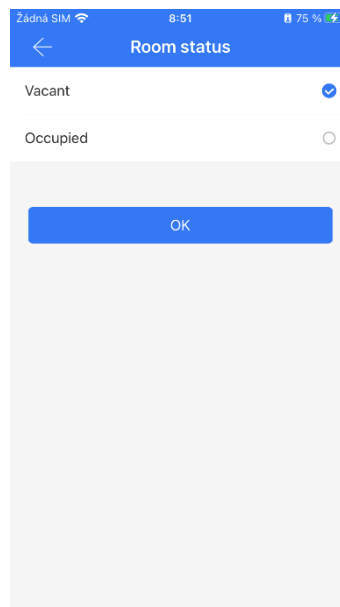 Žádná SIM 8:51 75 %
Room status
Vacant
Occupied
OK